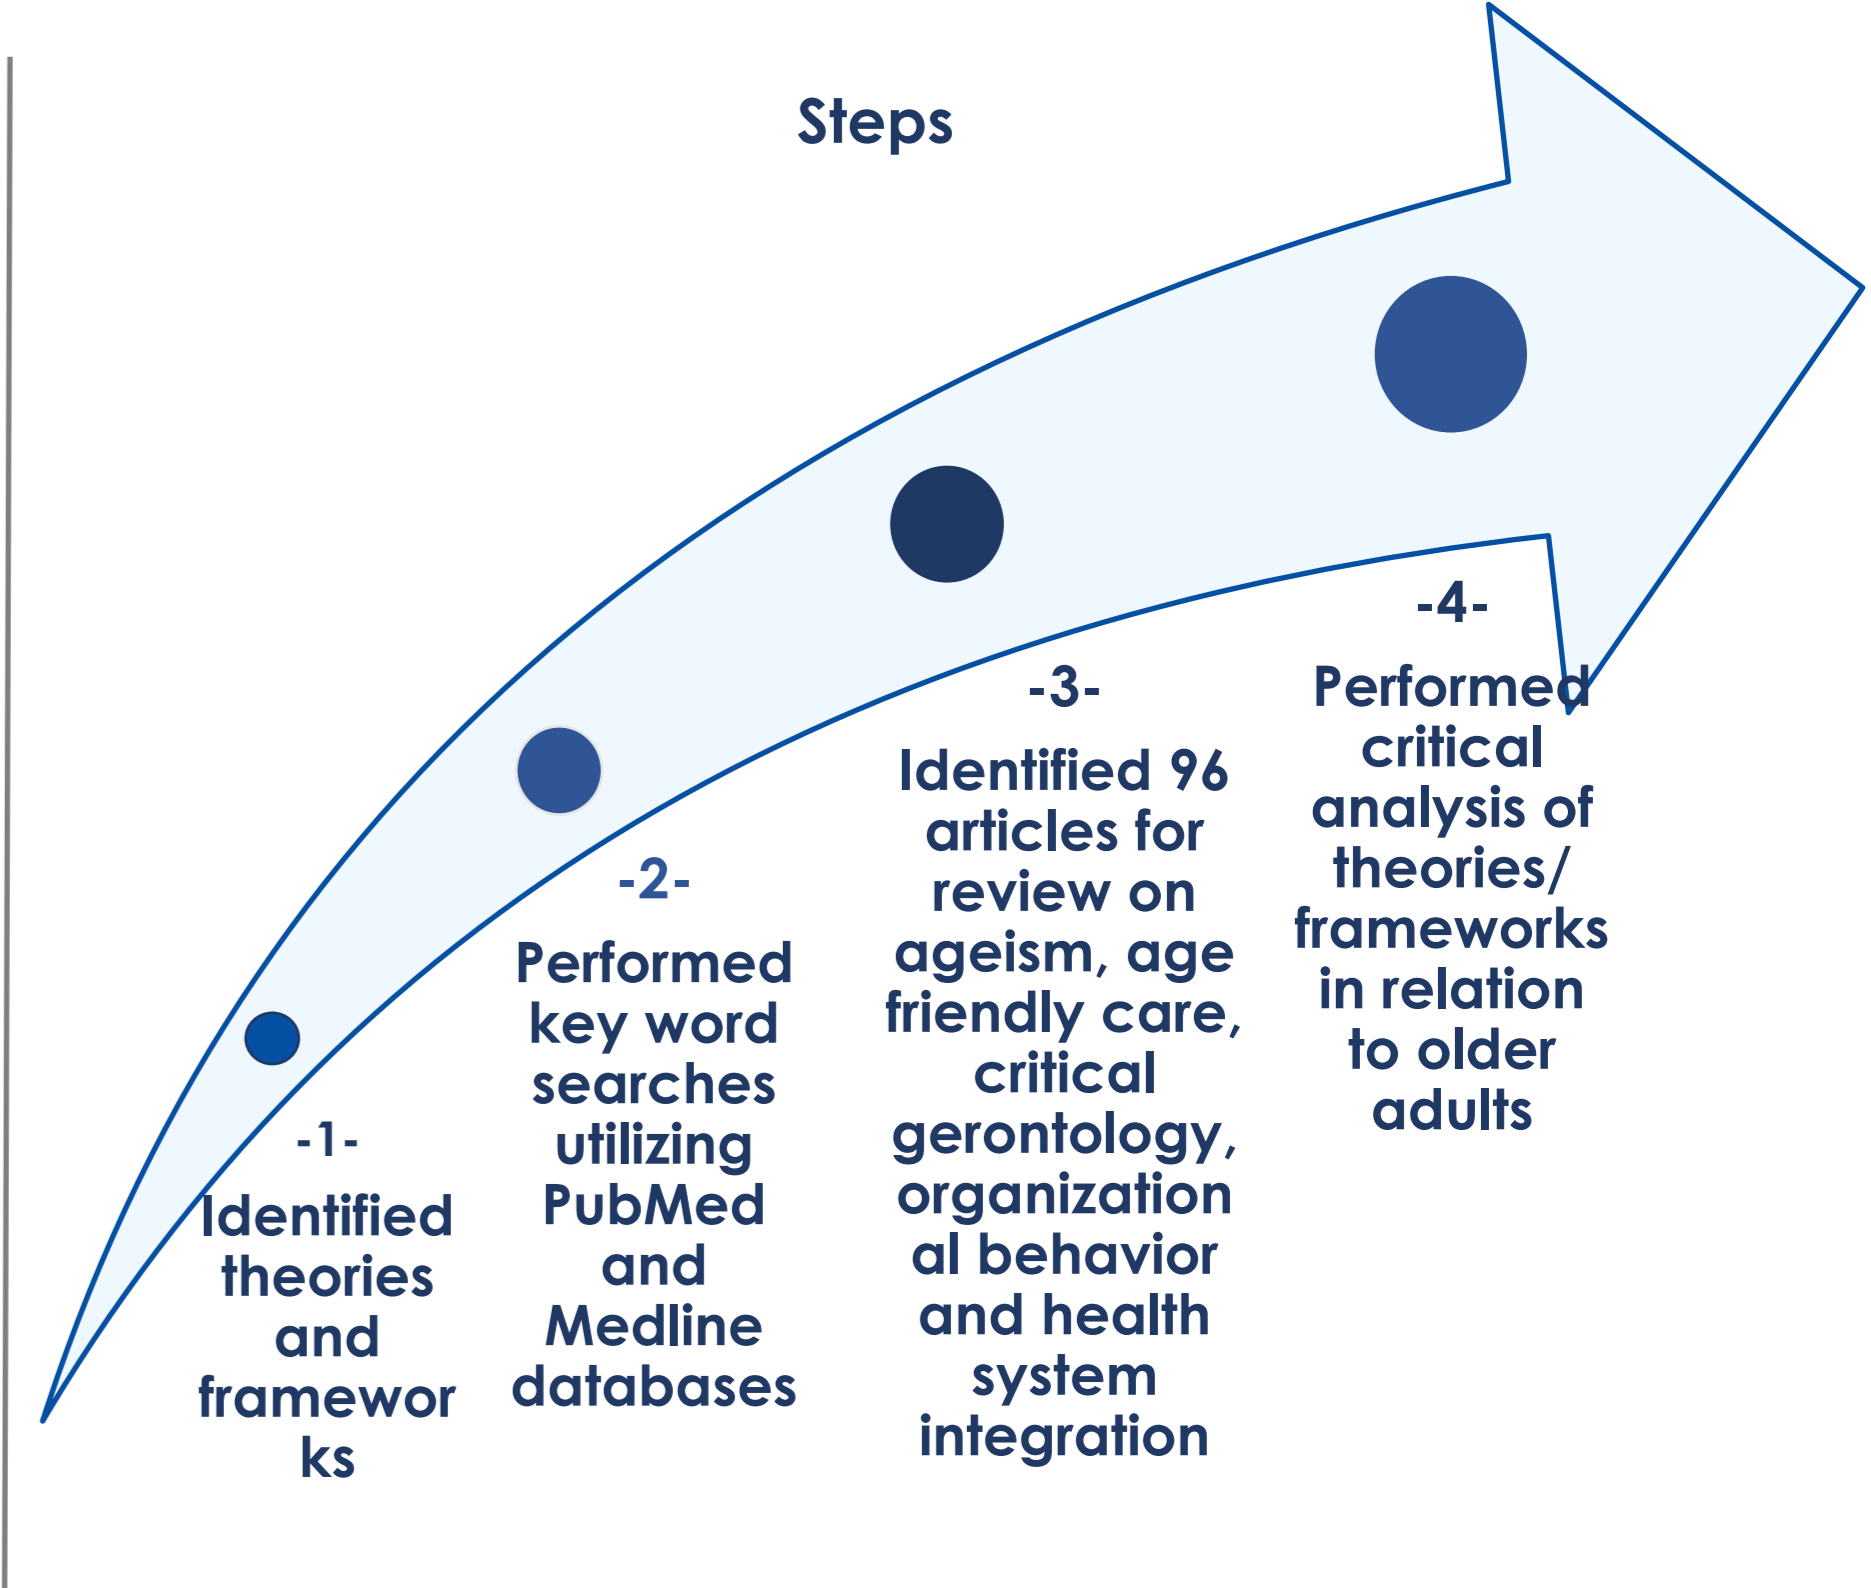 Steps
-1-
Identified
theories
and
framewor
ks
-2-
Performed
key word
searches
utilizing
PubMed
and
Medline
databases
-3-
Identified 96
articles for
review on
ageism, age
friendly care,
critical
gerontology,
organization
al behavior
and health
system
integration
-4-
Performed
critical
analysis of
theories/
frameworks
in relation
to older
adults